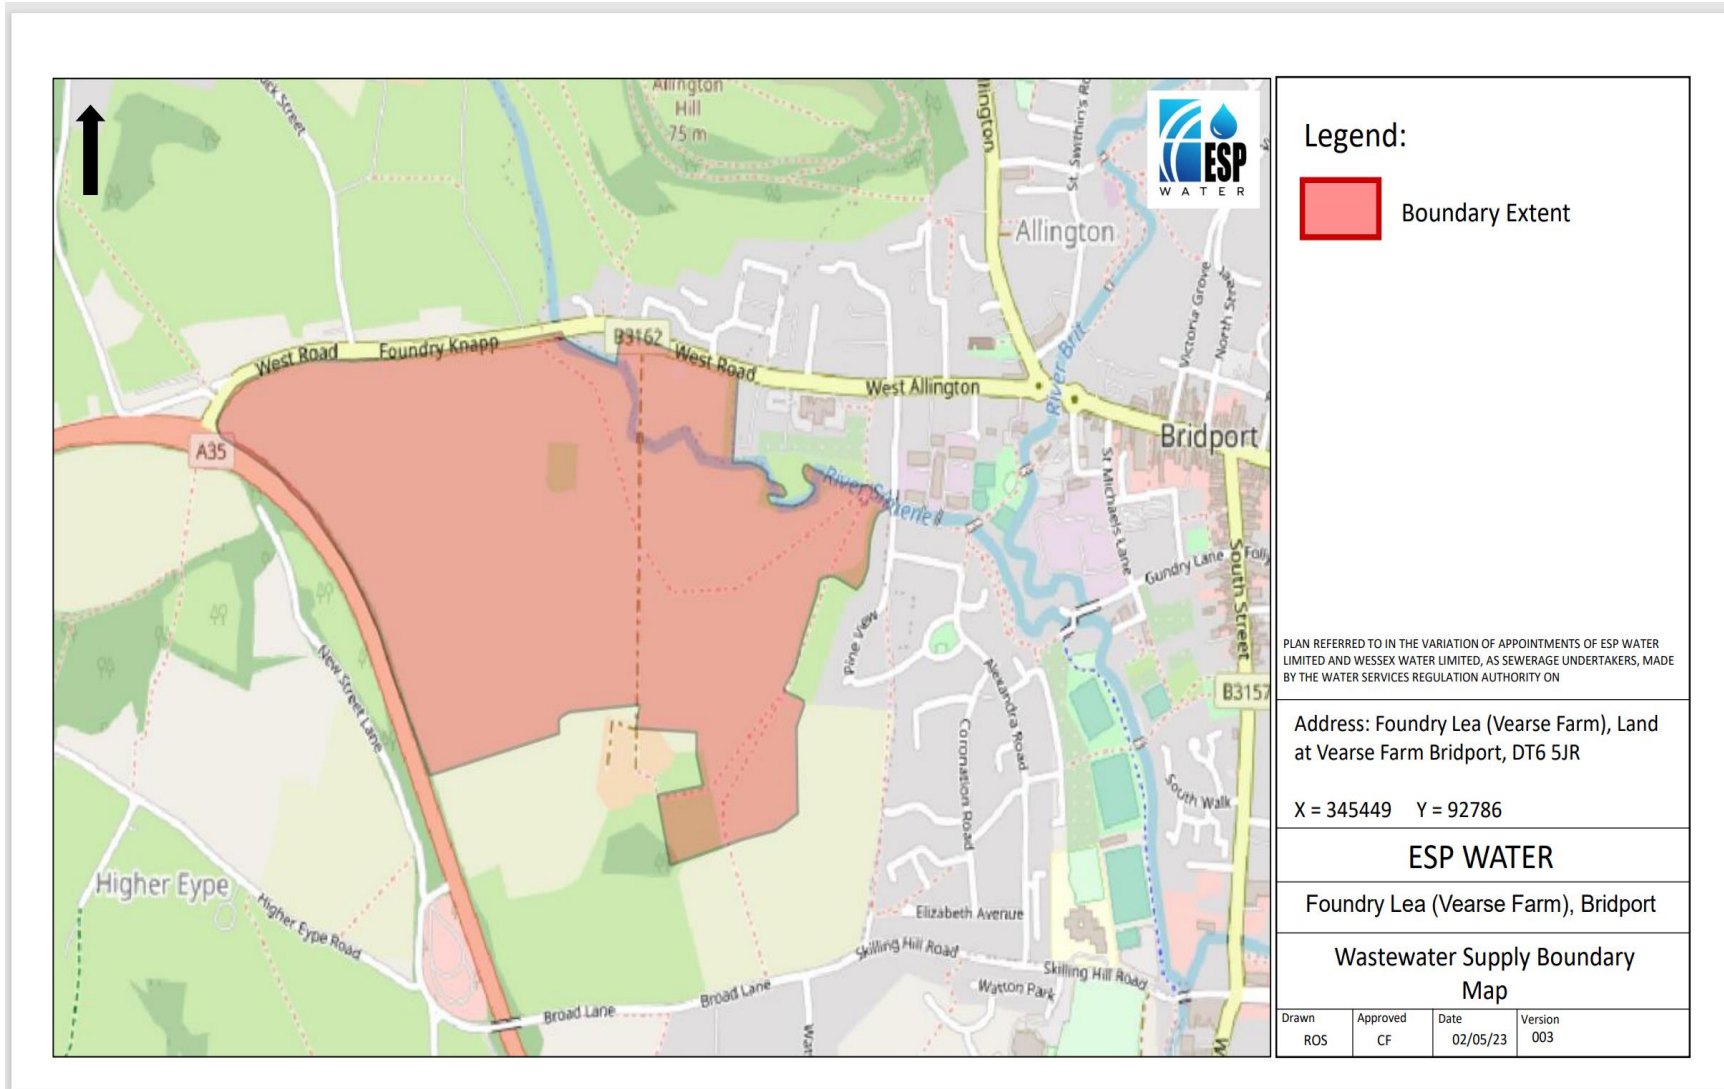 Allington
Hill
75 m
St. Swithin's
ESP
WATER
Allington
Victoria Grove
North Street
River Brit
B3162
West Road
Foundry Knapp
West Road
West Allington
Bridport
A35
River Simene
St Michaels Lane
Gundry Lane
South Street
New Street Lane
Pine View
Alexandra Road
Coronation Road
B3157
South Walk
Higher Eype
Higher Eype Road
Elizabeth Avenue
Skilling Hill Road
Skilling Hill Road
Watton Park
Broad Lane
Broad Lane
Legend:
Boundary Extent
PLAN REFERRED TO IN THE VARIATION OF APPOINTMENTS OF ESP WATER
LIMITED AND WESSEX WATER LIMITED, AS SEWERAGE UNDERTAKERS, MADE
BY THE WATER SERVICES REGULATION AUTHORITY ON
Address: Foundry Lea (Vearse Farm), Land
at Vearse Farm Bridport, DT6 5JR
X = 345449 Y = 92786
ESP WATER
Foundry Lea (Vearse Farm), Bridport
Wastewater Supply Boundary
Map
Drawn Approved Date Version
ROS CF 02/05/23 003